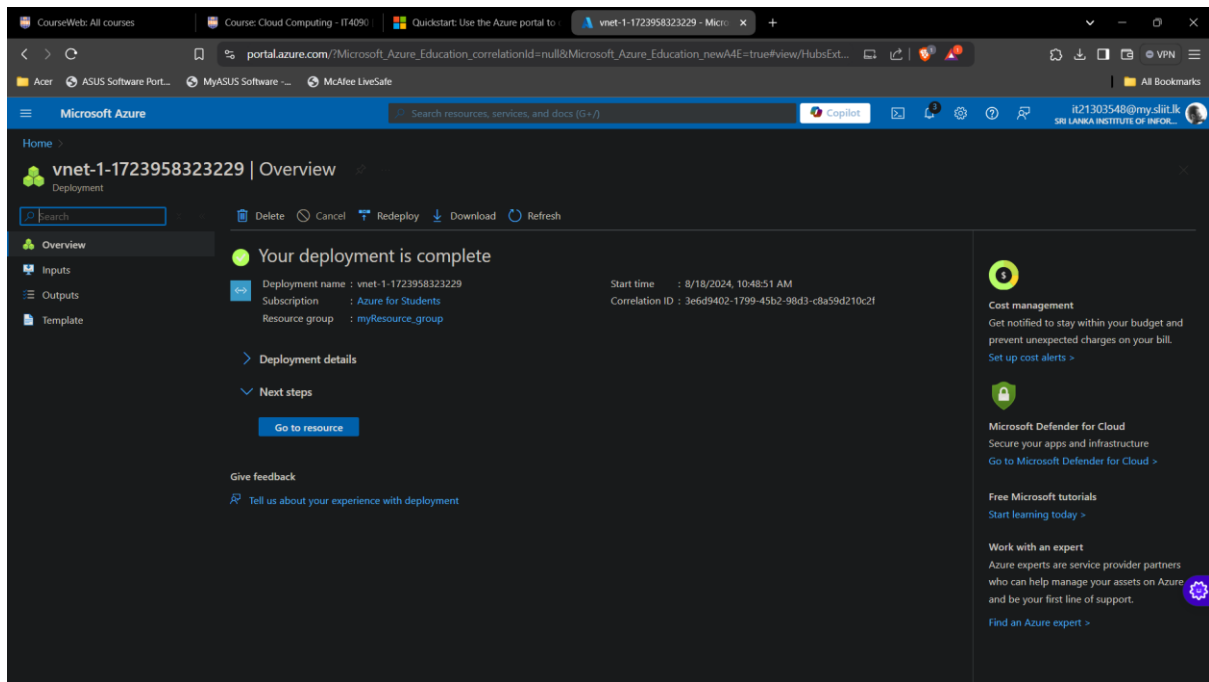 CourseWeb: All courses
Course: Cloud Computing - IT4090 |
Quickstart: Use the Azure portal to
vnet-1-1723958323229 - Micro
portal.azure.com/?Microsoft_Azure_Education_correlationId=null&Microsoft_Azure_Education_newA4E=true#view/HubsExt...
VPN
Acer
ASUS Software Port...
MyASUS Software -...
McAfee LiveSafe
All Bookmarks
Microsoft Azure
Search resources, services, and docs (G+/)
Copilot
3
it21303548@my.sliit.lk
SRI LANKA INSTITUTE OF INFOR...
Home >
vnet-1-1723958323229 | Overview
Deployment
Search
Delete
Cancel
Redeploy
Download
Refresh
Overview
Inputs
Outputs
Template
Your deployment is complete
Deployment name : vnet-1-1723958323229
Subscription : Azure for Students
Resource group : myResource_group
Start time : 8/18/2024, 10:48:51 AM
Correlation ID : 3e6d9402-1799-45b2-98d3-c8a59d210c2f
Deployment details
Next steps
Go to resource
Give feedback
Tell us about your experience with deployment
Cost management
Get notified to stay within your budget and
prevent unexpected charges on your bill.
Set up cost alerts >
Microsoft Defender for Cloud
Secure your apps and infrastructure
Go to Microsoft Defender for Cloud >
Free Microsoft tutorials
Start learning today >
Work with an expert
Azure experts are service provider partners
who can help manage your assets on Azure
and be your first line of support.
Find an Azure expert >